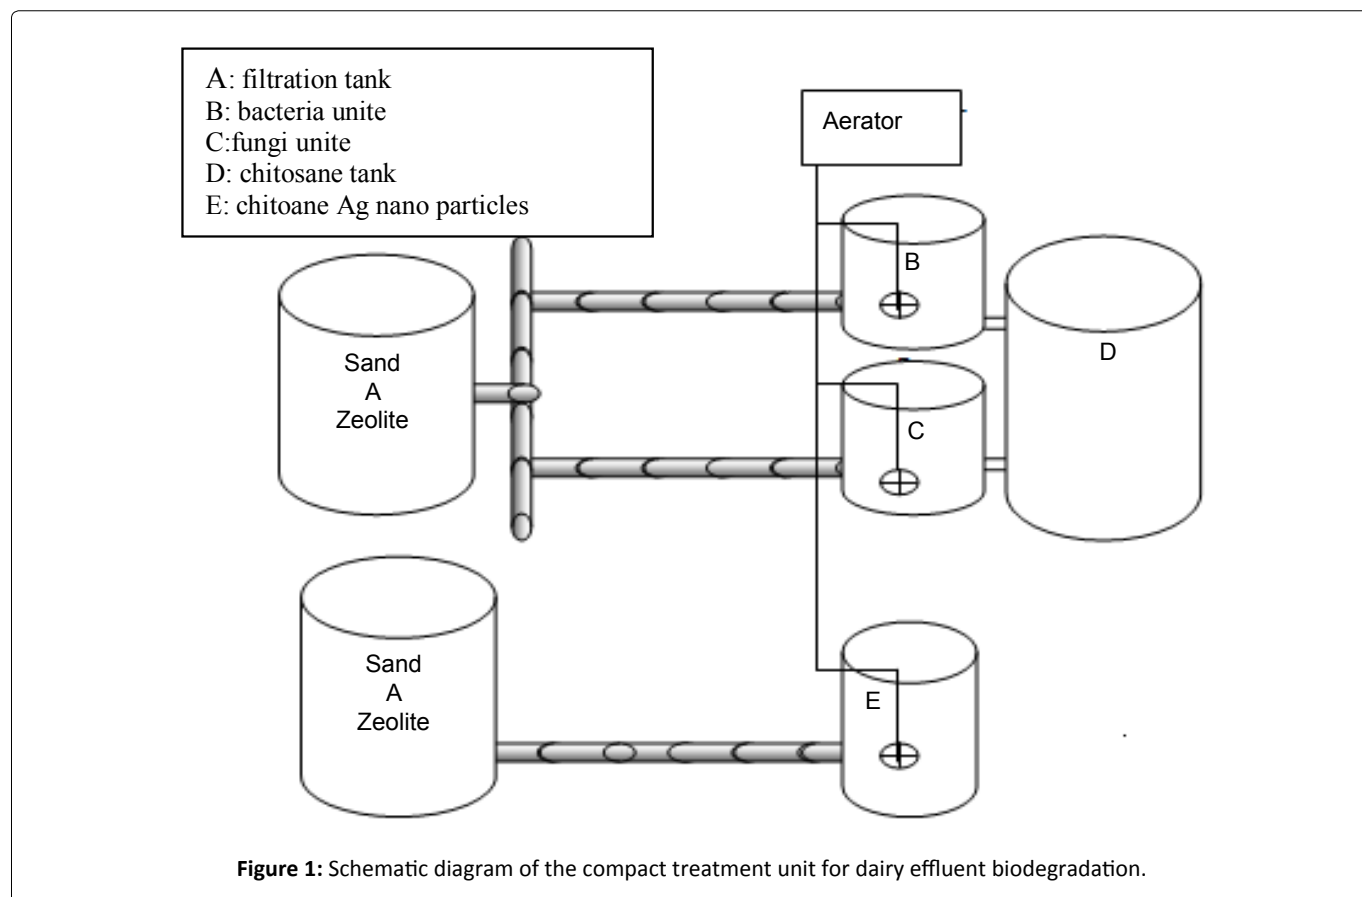 A: filtration tank
B: bacteria unite
C:fungi unite
D: chitosane tank
E: chitoane Ag nano particles
Aerator
B
Sand
A
Zeolite
D
C
Sand
A
Zeolite
E
Figure 1: Schematic diagram of the compact treatment unit for dairy effluent biodegradation.